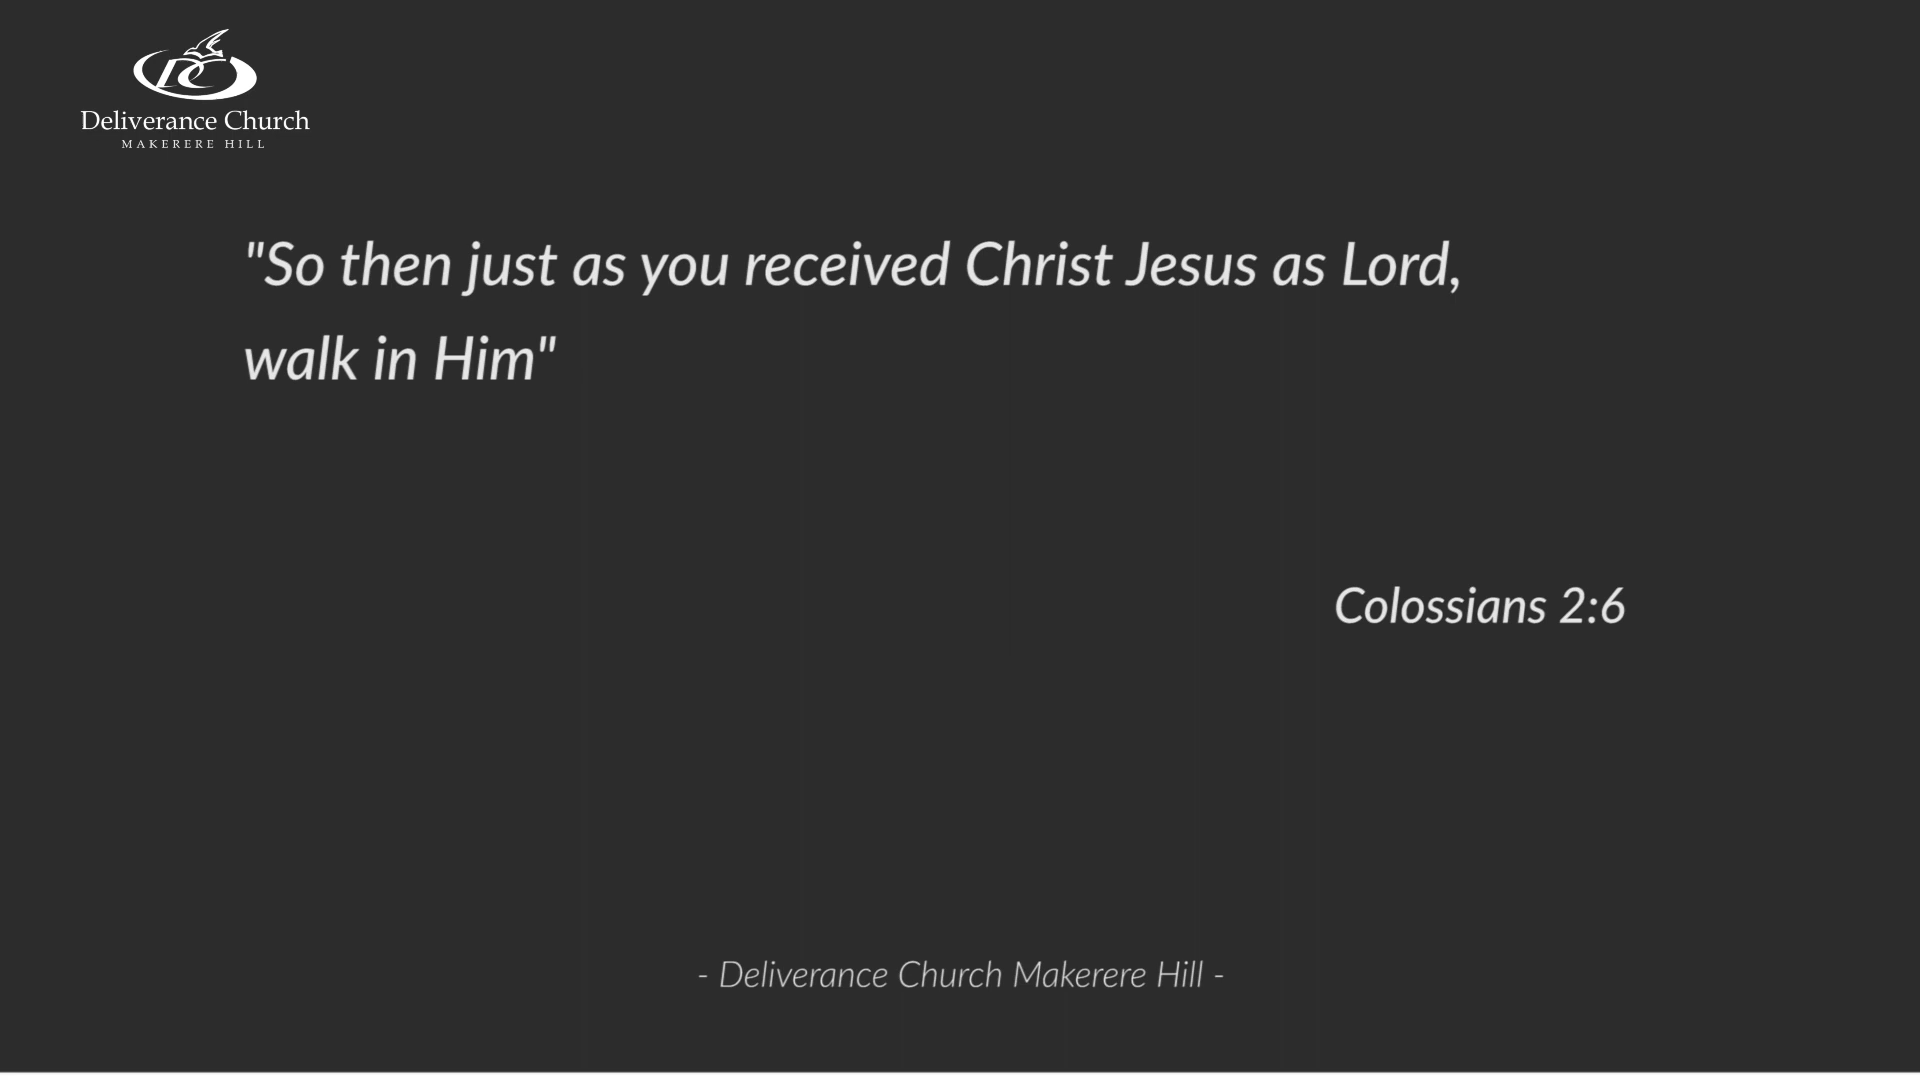 DC
Deliverance Church
MAKERERE HILL
"So then just as you received Christ Jesus as Lord,
walk in Him"
Colossians 2:6
- Deliverance Church Makerere Hill -